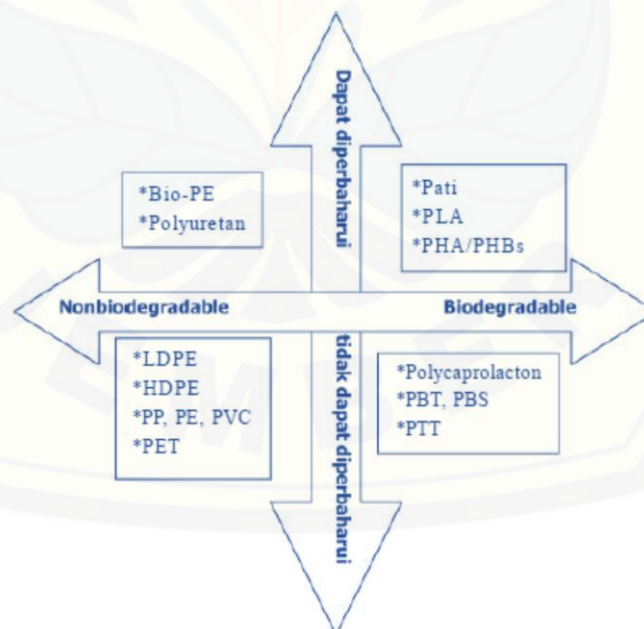 Dapat diperbaharui
*Bio-PE
*Polyuretan
*Pati
*PLA
*PHA/PHBs
Nonbiodegradable
Biodegradable
*LDPE
*HDPE
*PP, PE, PVC
*PET
tidak dapat diperbaharui
*Polycaprolacton
*PBT, PBS
*PTT